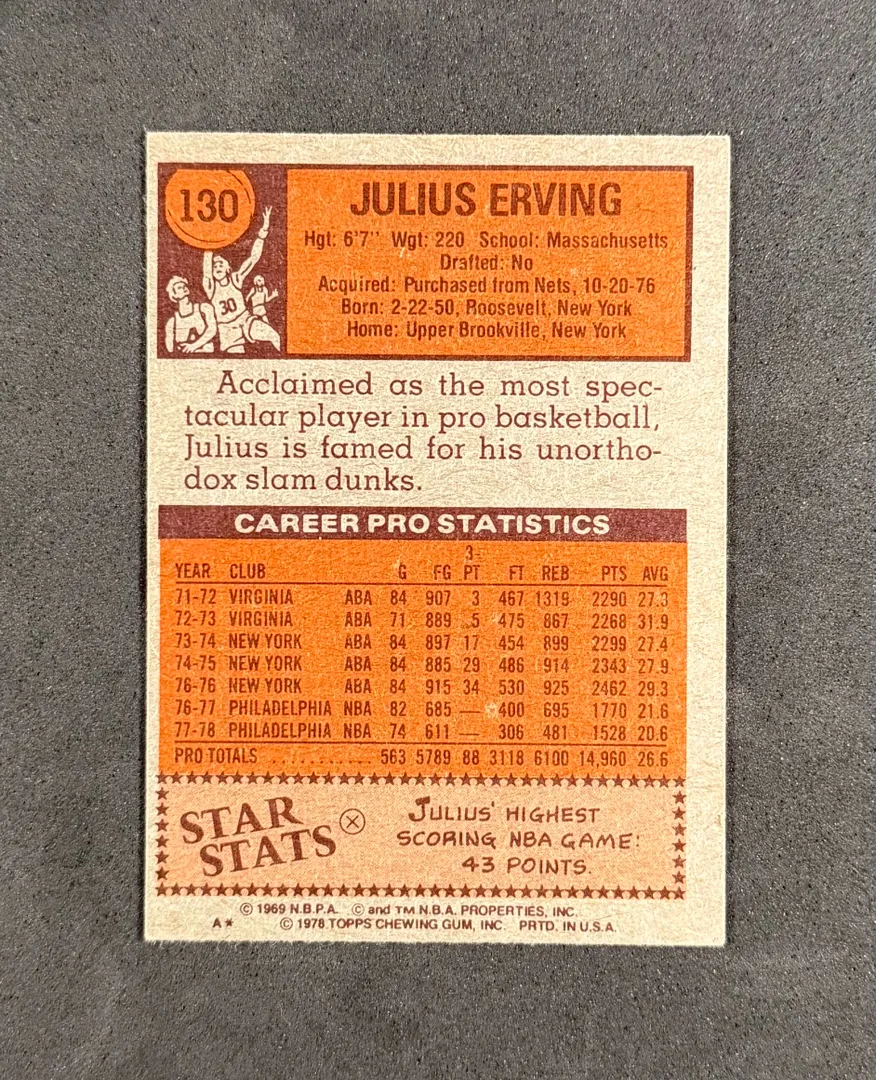 130
30
JULIUS ERVING
Hgt: 6'7" Wgt: 220 School: Massachusetts
Drafted: No
Acquired: Purchased from Nets, 10-20-76
Born: 2-22-50, Roosevelt, New York
Home: Upper Brookville, New York
Acclaimed as the most spec-
tacular player in pro basketball,
Julius is famed for his unortho-
dox slam dunks.
CAREER PRO STATISTICS
YEAR CLUB G FG 3-PT FT REB PTS AVG
71-72 VIRGINIA ABA 84 907 3 467 1319 2290 27.3
72-73 VIRGINIA ABA 71 889 5 475 867 2268 31.9
73-74 NEW YORK ABA 84 897 17 454 899 2299 27.4
74-75 NEW YORK ABA 84 885 29 486 914 2343 27.9
76-76 NEW YORK ABA 84 915 34 530 925 2462 29.3
76-77 PHILADELPHIA NBA 82 685 — 400 695 1770 21.6
77-78 PHILADELPHIA NBA 74 611 — 306 481 1528 20.6
PRO TOTALS ........... 563 5789 88 3118 6100 14,960 26.6
STAR
STATS
JULIUS' HIGHEST
SCORING NBA GAME:
43 POINTS.
© 1969 N.B.P.A. © and TM N.B.A. PROPERTIES, INC.
A* © 1978 TOPPS CHEWING GUM, INC. PRTD. IN U.S.A.